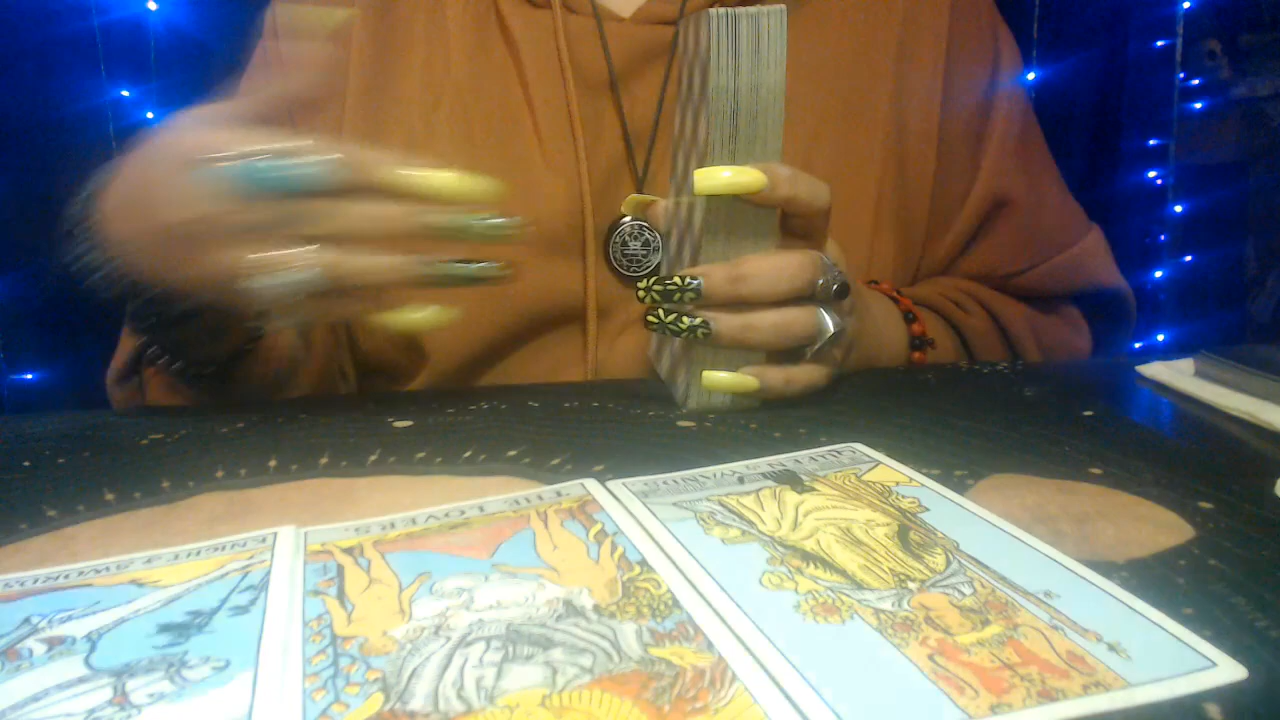 KNIGHT of SWORDS.
THE LOVERS.
QUEEN of WANDS.